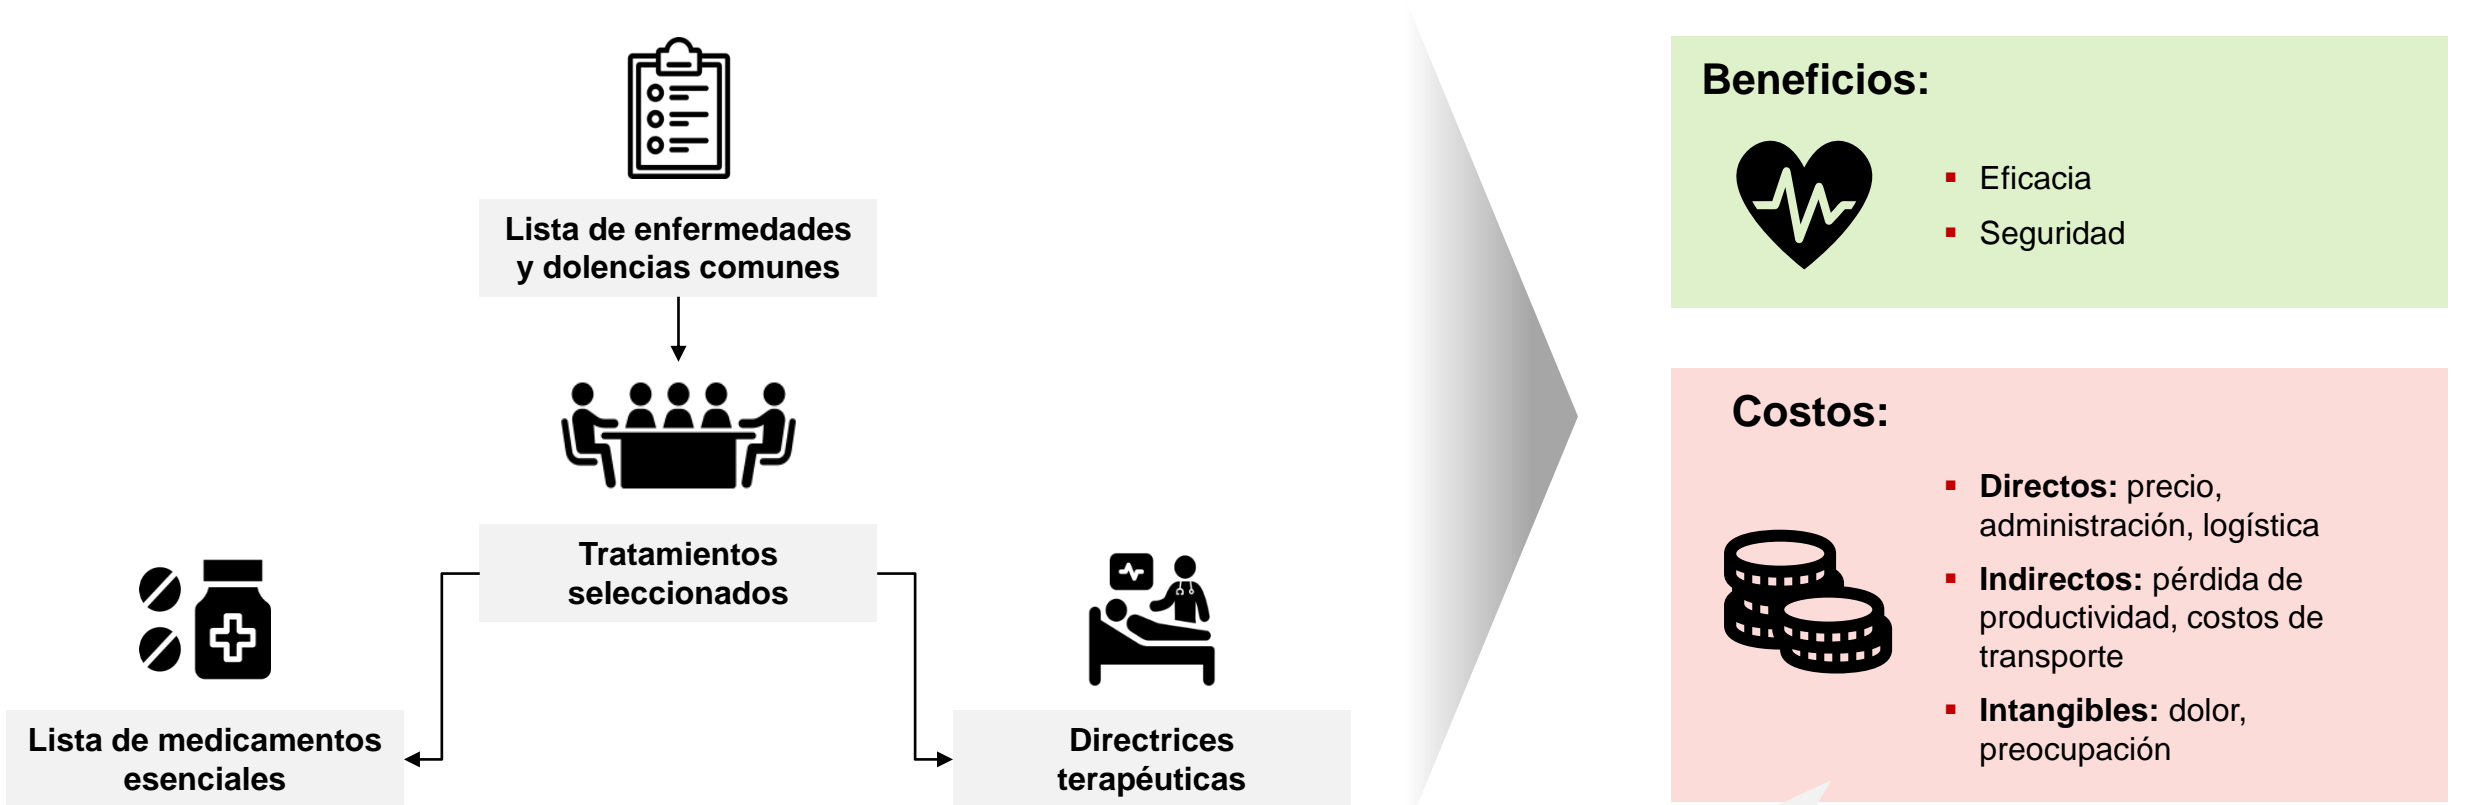 Lista de enfermedades
y dolencias comunes
Tratamientos
seleccionados
Lista de medicamentos
esenciales
Directrices
terapéuticas
Beneficios:
▪ Eficacia
▪ Seguridad
Costos:
▪ Directos: precio,
administración, logística
▪ Indirectos: pérdida de
productividad, costos de
transporte
▪ Intangibles: dolor,
preocupación